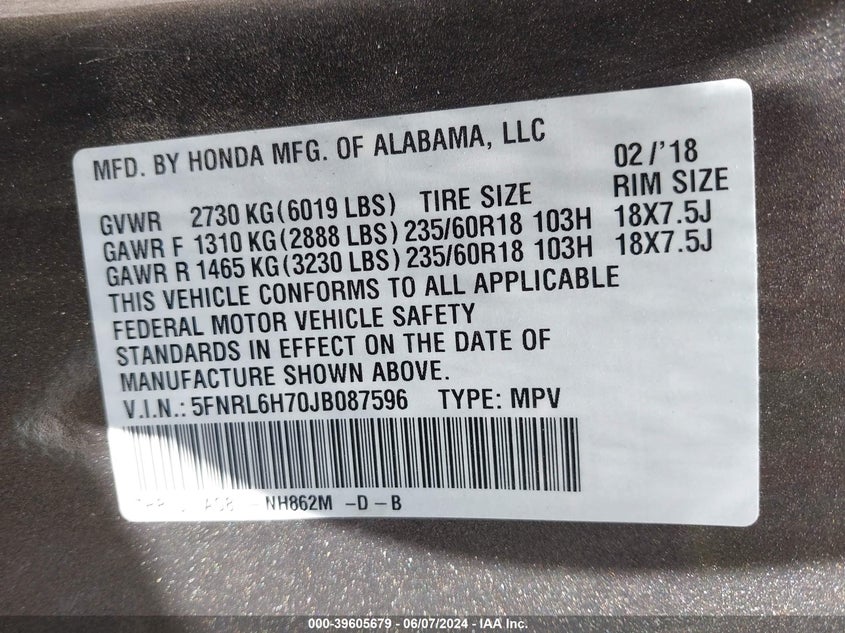 MFD. BY HONDA MFG. OF ALABAMA, LLC 02/'18
RIM SIZE
GVWR 2730 KG(6019 LBS) TIRE SIZE
GAWR F 1310 KG(2888 LBS) 235/60R18 103H 18X7.5J
GAWR R 1465 KG(3230 LBS) 235/60R18 103H 18X7.5J
THIS VEHICLE CONFORMS TO ALL APPLICABLE
FEDERAL MOTOR VEHICLE SAFETY
STANDARDS IN EFFECT ON THE DATE OF
MANUFACTURE SHOWN ABOVE.
V.I.N.: 5FNRL6H70JB087596 TYPE: MPV
NH862M -D-B
000-39605679 - 06/07/2024 - IAA Inc.